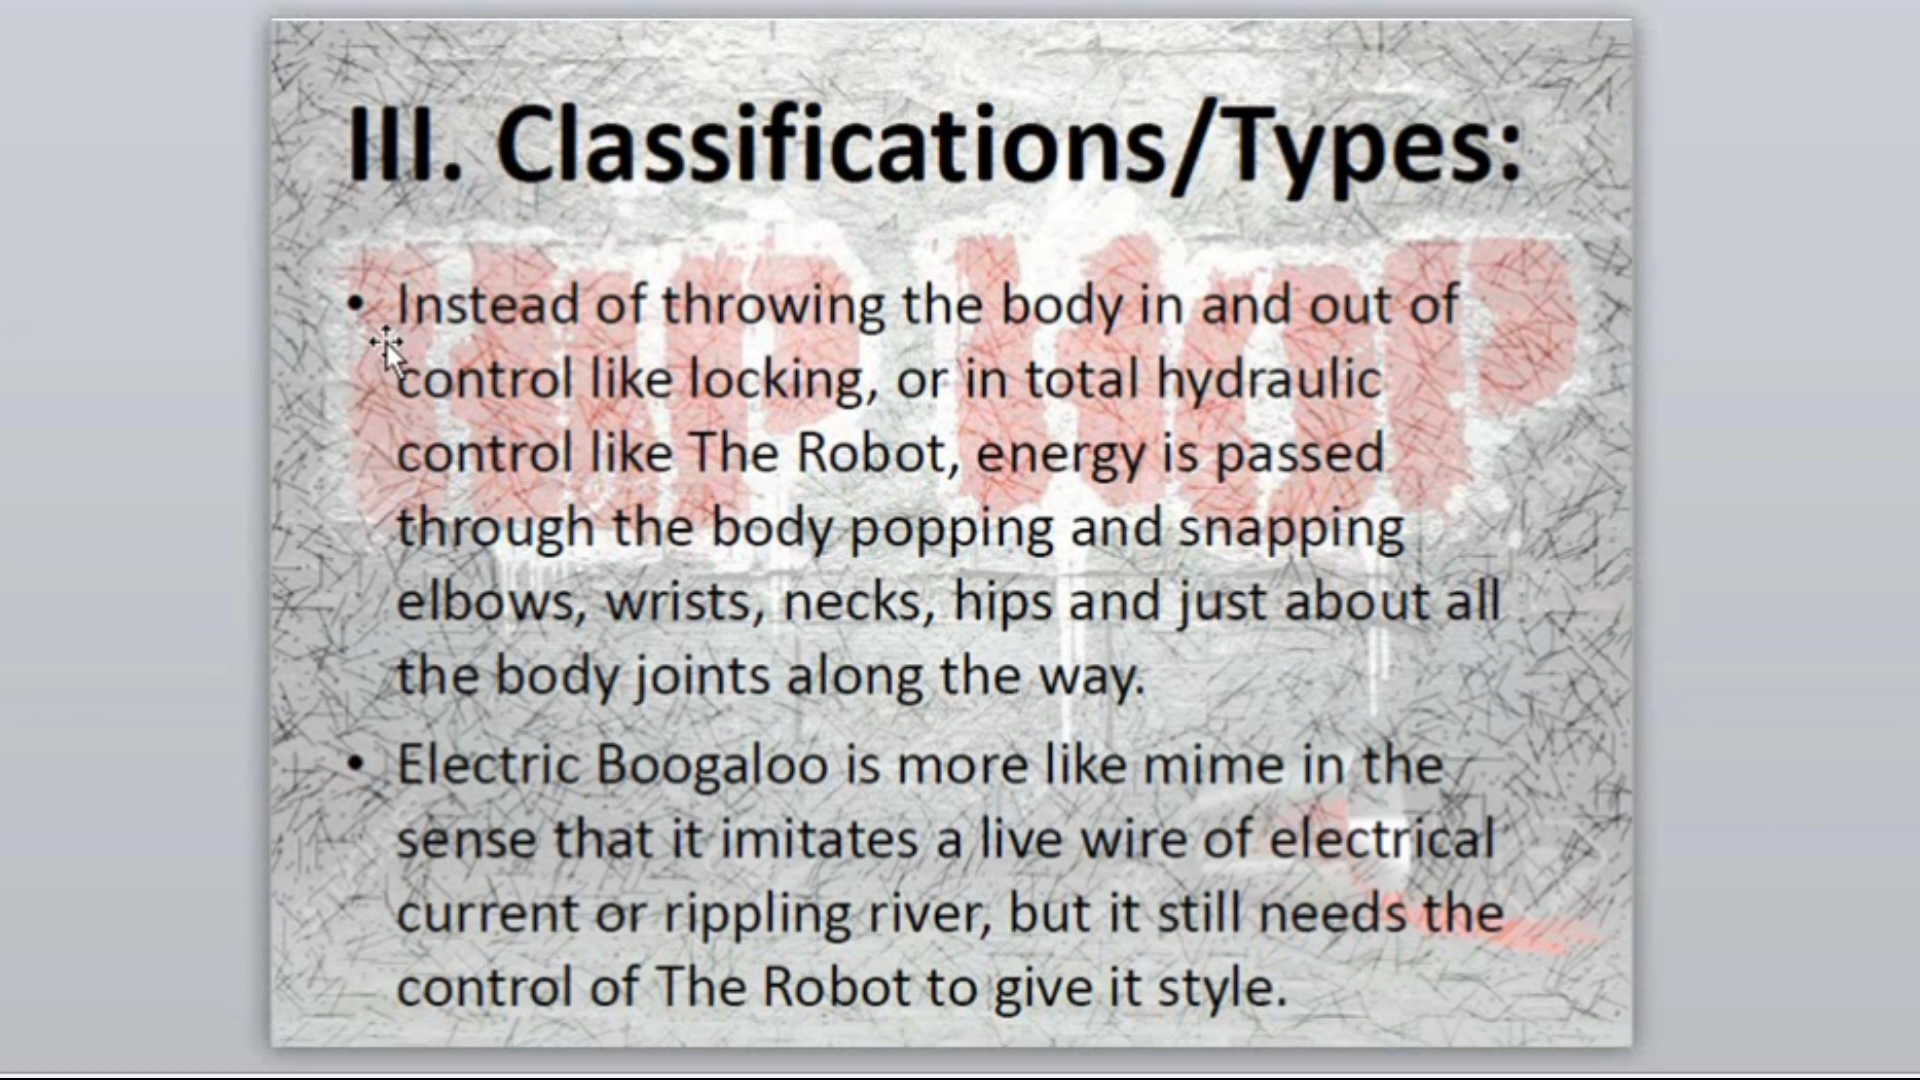 III. Classifications/Types:
HIP HOP
• Instead of throwing the body in and out of
control like locking, or in total hydraulic
control like The Robot, energy is passed
through the body popping and snapping
elbows, wrists, necks, hips and just about all
the body joints along the way.
• Electric Boogaloo is more like mime in the
sense that it imitates a live wire of electrical
current or rippling river, but it still needs the
control of The Robot to give it style.